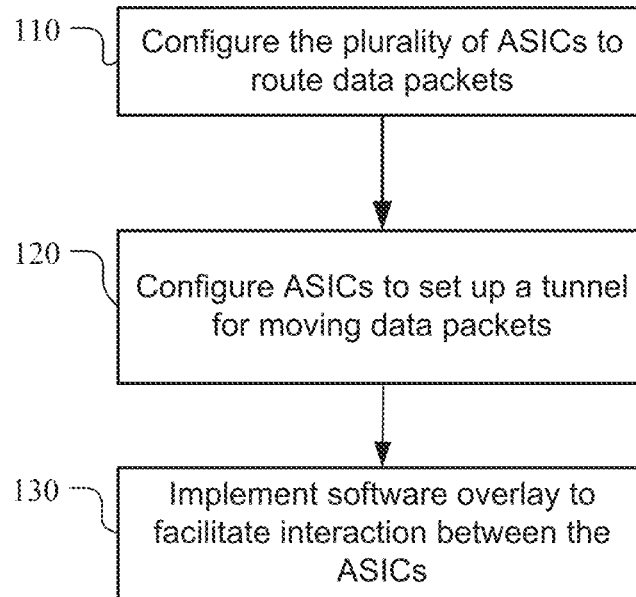 110
Configure the plurality of ASICs to
route data packets
120
Configure ASICs to set up a tunnel
for moving data packets
130
Implement software overlay to
facilitate interaction between the
ASICs